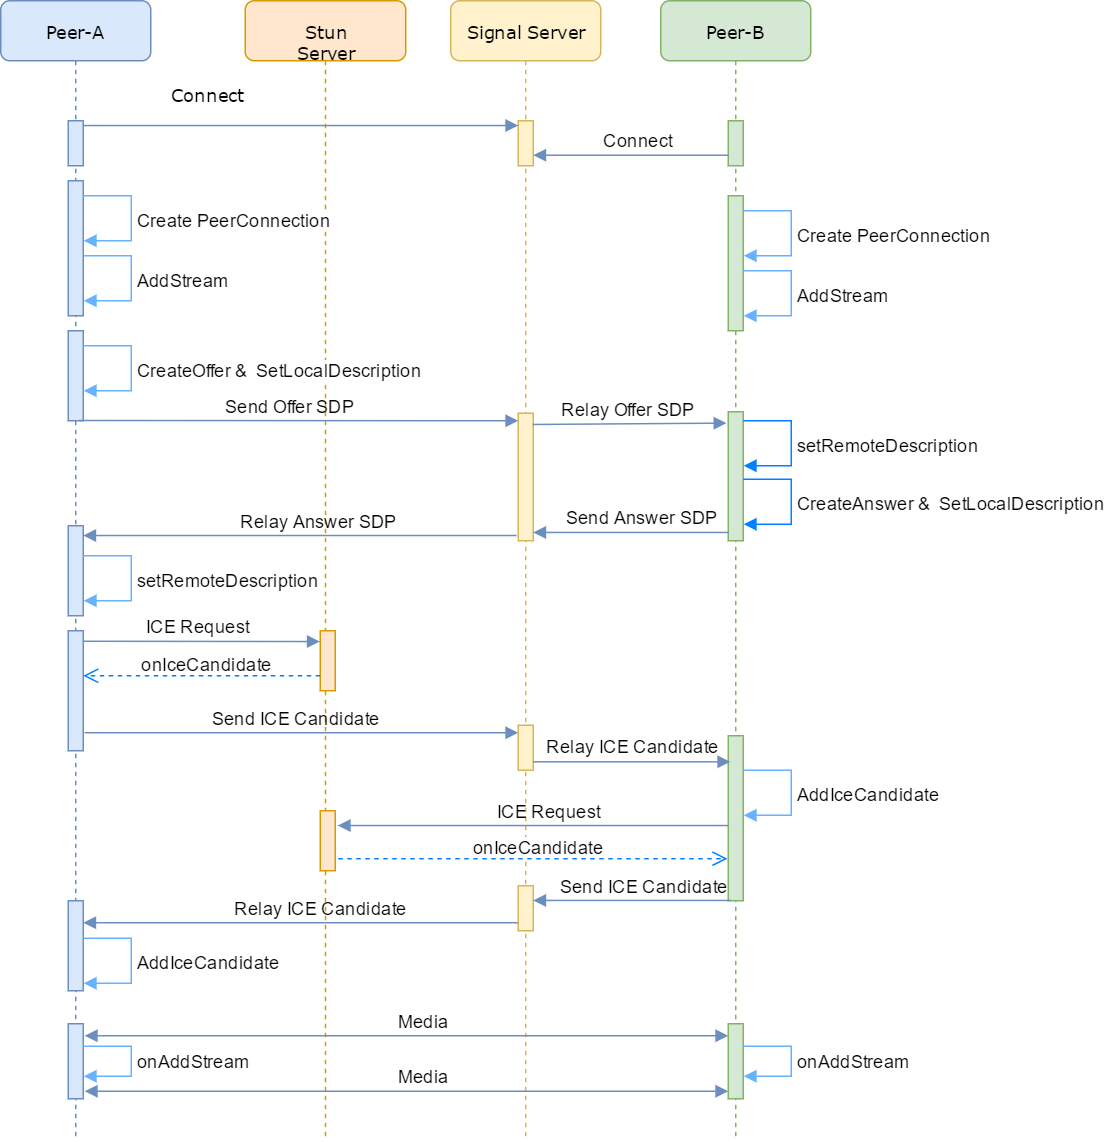 Peer-A
Stun
Server
Signal Server
Peer-B
Connect
Connect
Create PeerConnection
Create PeerConnection
AddStream
AddStream
CreateOffer & SetLocalDescription
Send Offer SDP
Relay Offer SDP
setRemoteDescription
CreateAnswer & SetLocalDescription
Send Answer SDP
Relay Answer SDP
setRemoteDescription
ICE Request
onIceCandidate
Send ICE Candidate
Relay ICE Candidate
AddIceCandidate
ICE Request
onIceCandidate
Send ICE Candidate
Relay ICE Candidate
AddIceCandidate
Media
onAddStream
onAddStream
Media